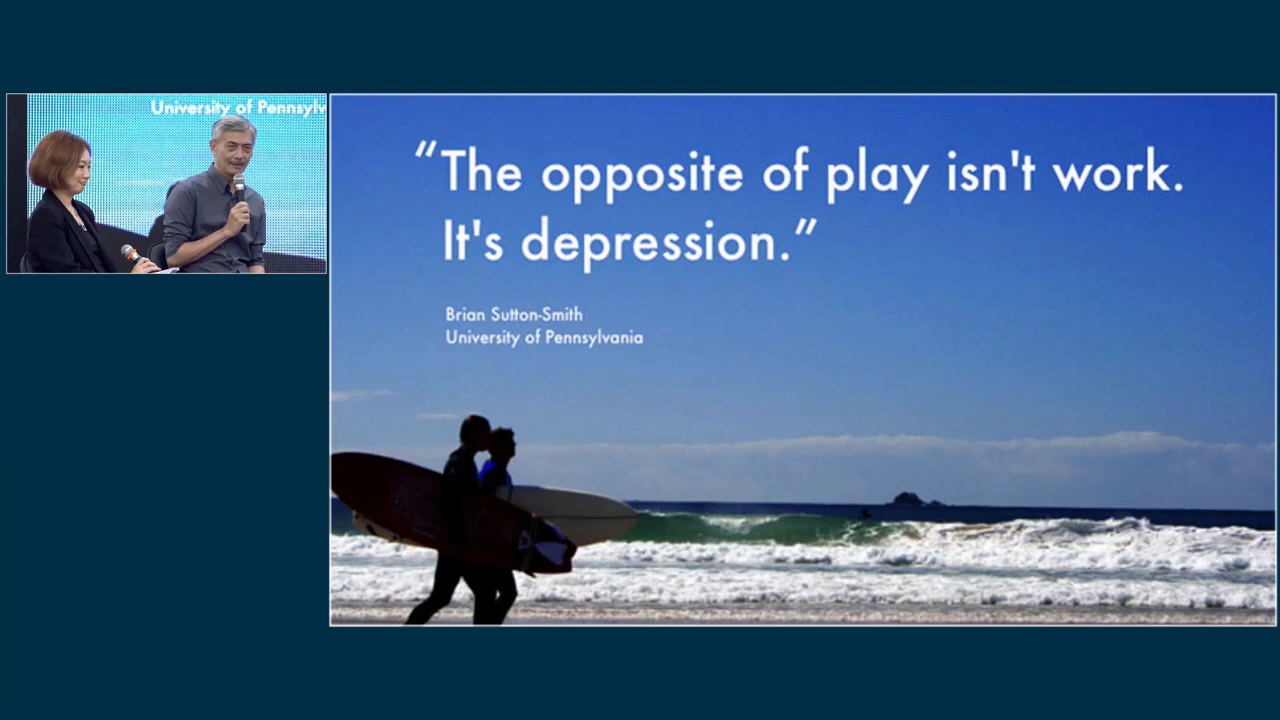 University of Pennsylv
“The opposite of play isn't work.
It's depression.”
Brian Sutton-Smith
University of Pennsylvania